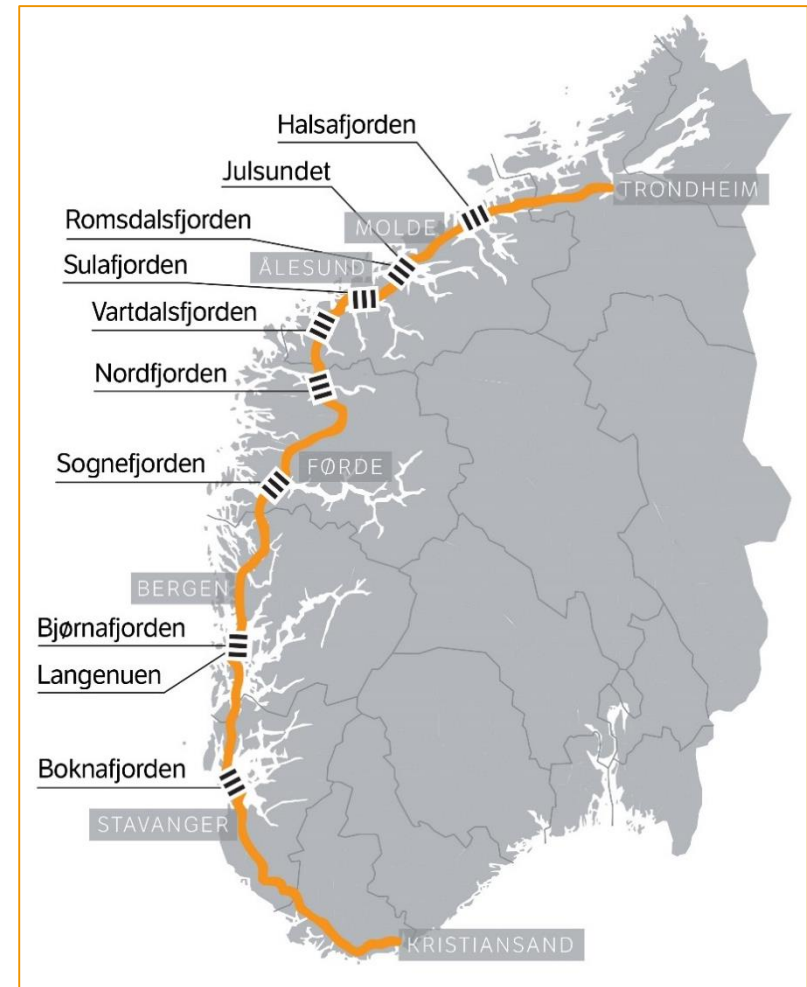 Halsafjorden
Julsundet
TRONDHEIM
Romsdalsfjorden
MOLDE
Sulafjorden
ÅLESUND
Vartdalsfjorden
Nordfjorden
Sognefjorden
FØRDE
BERGEN
Bjørnafjorden
Langenuen
Boknafjorden
STAVANGER
KRISTIANSAND